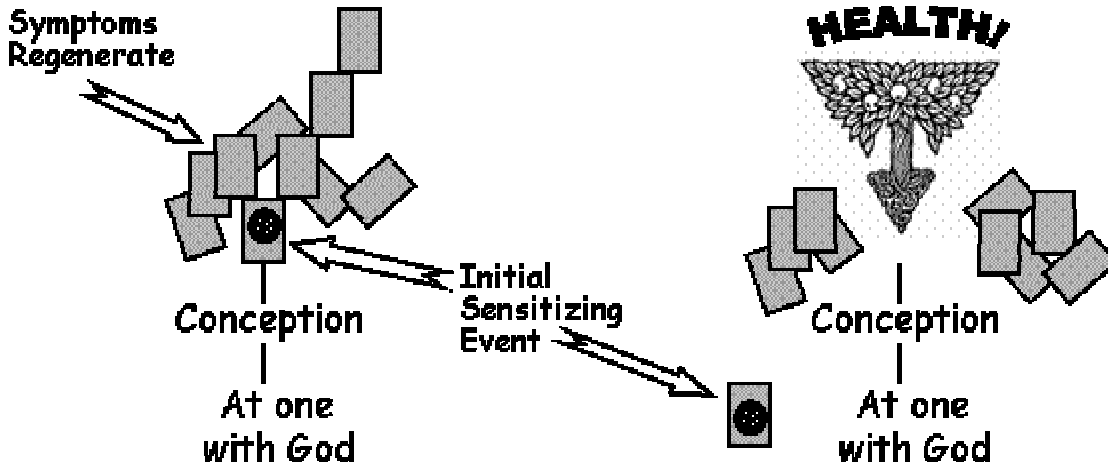 Symptoms
Regenerate
HEALTH!
Initial
Sensitizing
Event
Conception
At one
with God
Conception
At one
with God